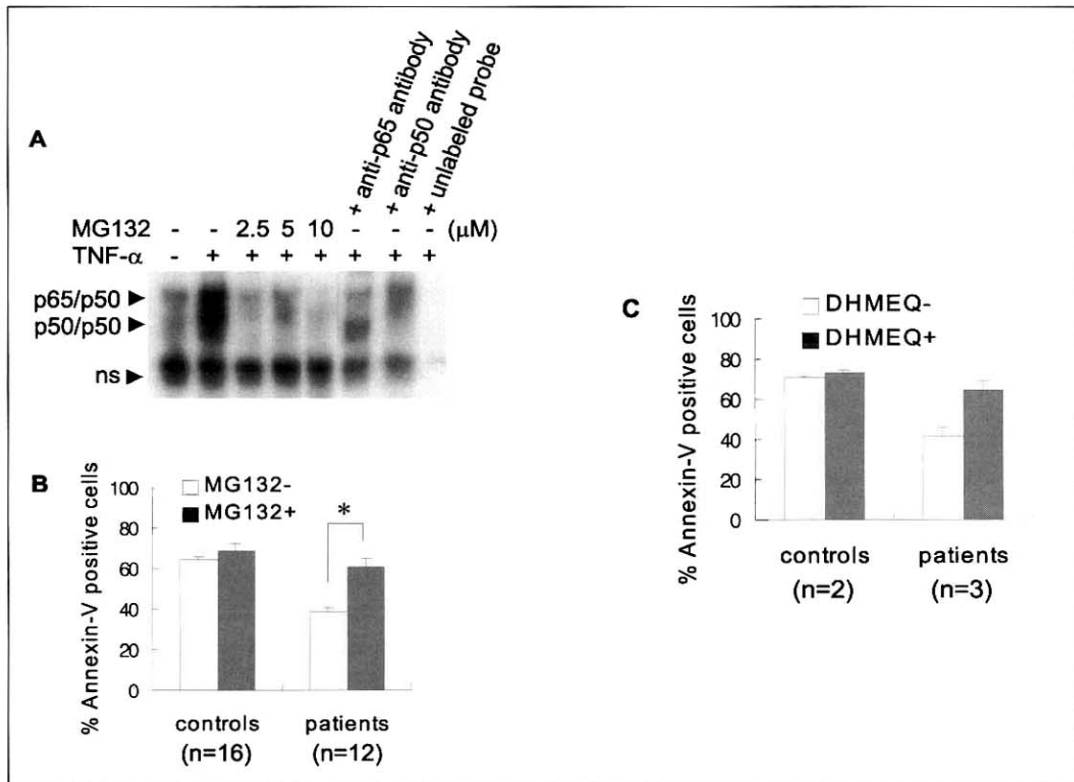 A
+ anti-p65 antibody
+ anti-p50 antibody
+ unlabeled probe
MG132 - - 2.5 5 10 - - - (μM)
TNF-α - + + + + + + +
p65/p50
p50/p50
ns
B
% Annexin-V positive cells
100
80
60
40
20
0
MG132-
MG132+
*
controls
(n=16)
patients
(n=12)
C
% Annexin-V positive cells
100
80
60
40
20
0
DHMEQ-
DHMEQ+
controls
(n=2)
patients
(n=3)